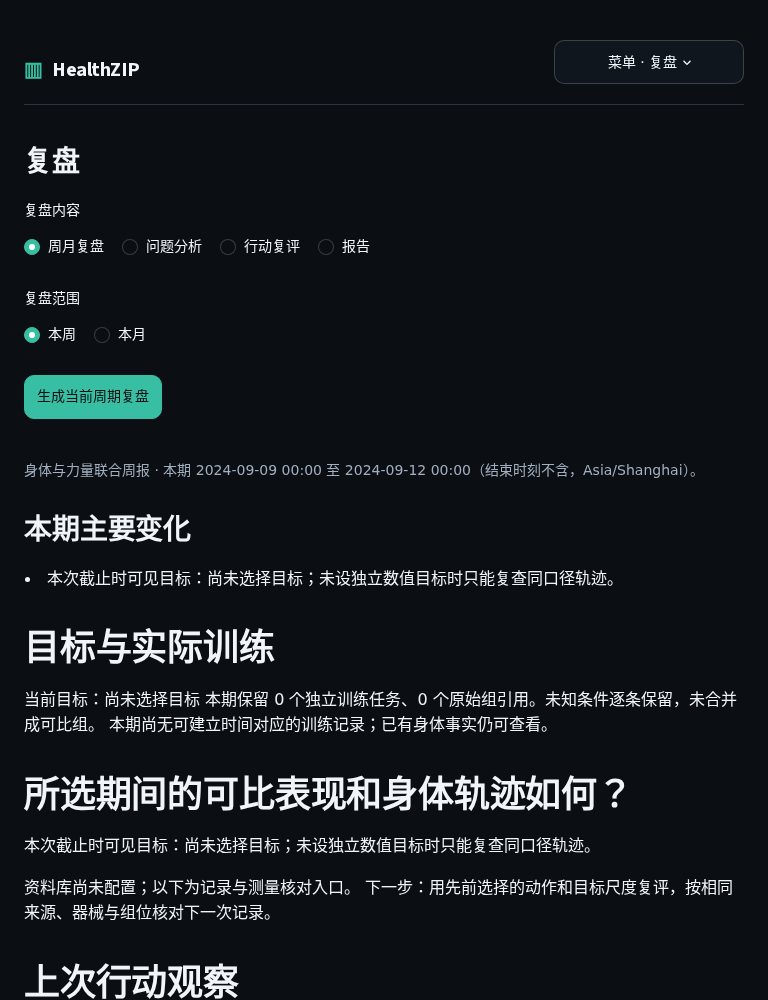 HealthZIP
菜单 · 复盘
复盘
复盘内容
周月复盘 问题分析 行动复评 报告
复盘范围
本周 本月
生成当前周期复盘
身体与力量联合周报 · 本期 2024-09-09 00:00 至 2024-09-12 00:00（结束时刻不含，Asia/Shanghai）。
本期主要变化
• 本次截止时可见目标：尚未选择目标；未设独立数值目标时只能复查同口径轨迹。
目标与实际训练
当前目标：尚未选择目标 本期保留 0 个独立训练任务、0 个原始组引用。未知条件逐条保留，未合并
成可比组。 本期尚无可建立时间对应的训练记录；已有身体事实仍可查看。
所选期间的可比表现和身体轨迹如何？
本次截止时可见目标：尚未选择目标；未设独立数值目标时只能复查同口径轨迹。
资料库尚未配置；以下为记录与测量核对入口。 下一步：用先前选择的动作和目标尺度复评，按相同
来源、器械与组位核对下一次记录。
上次行动观察